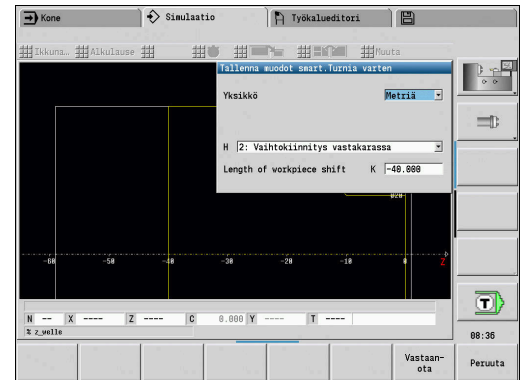 Kone Simulaatio Työkalueditori
Ikkuna… Alkulause Muuta
Tallenna muodot smart.Turnia varten
Yksikkö Metriä
H 2: Vaihtokiinnitys vastakarassa
Length of workpiece shift K -40.000
ø20
-60 -50 -40 -30 -20 -10 0 Z
N -- X ---- Z ---- C 0.000 Y ---- T ----
% z_welle
T
08:36
Vastaan-
ota
Peruuta